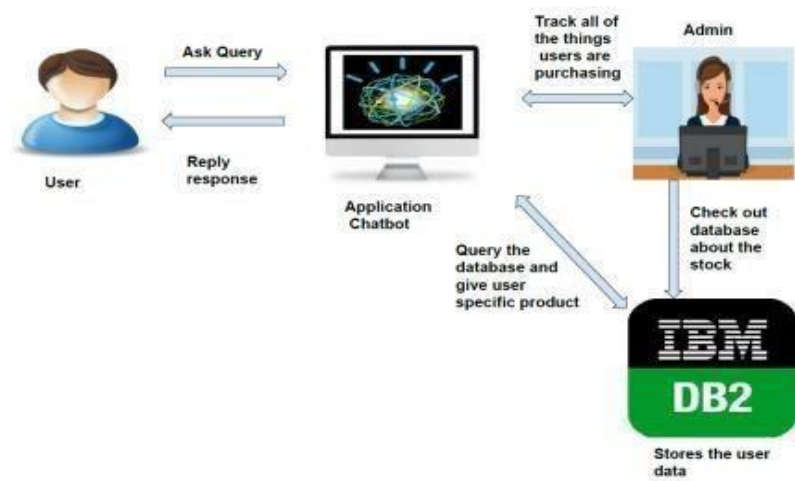 Ask Query
Reply
response
User
Application
Chatbot
Track all of
the things
users are
purchasing
Admin
Query the
database and
give user
specific product
Check out
database
about the
stock
IBM
DB2
Stores the user
data